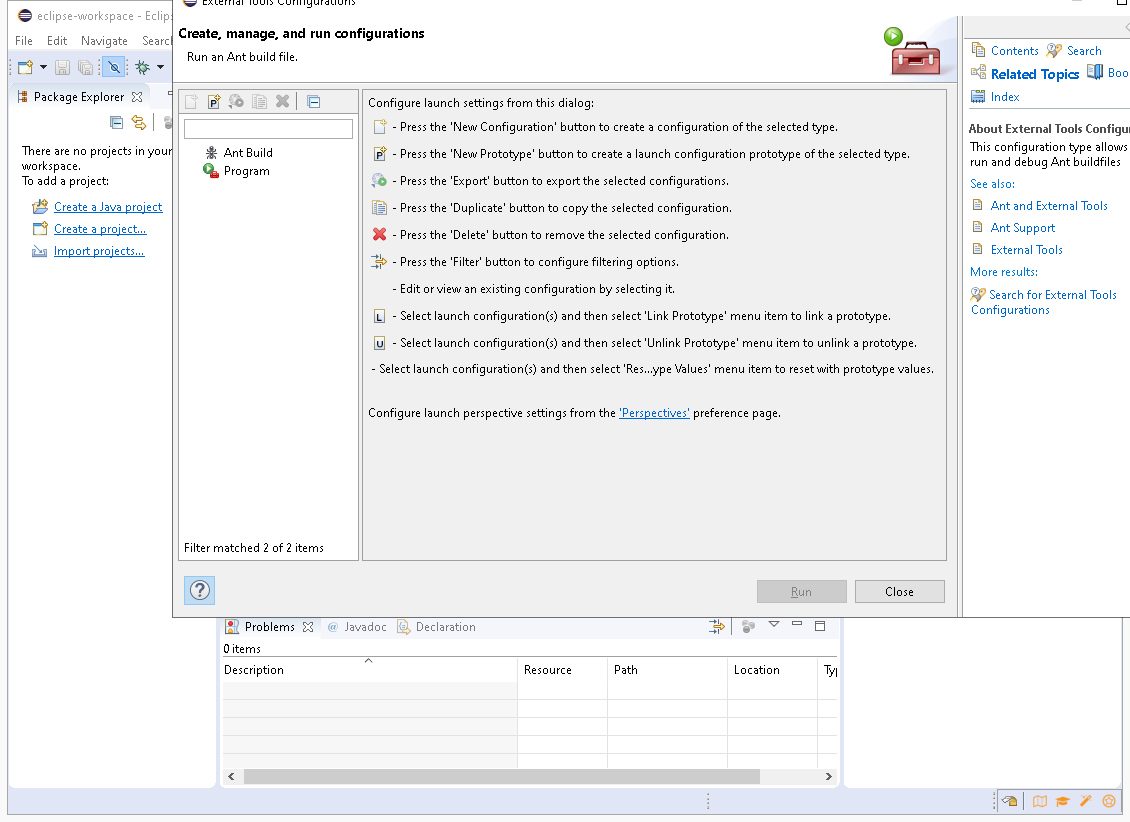 eclipse-workspace - Eclips
External Tools Configurations
File Edit Navigate Search
Create, manage, and run configurations
Run an Ant build file.
Contents Search
Related Topics Boo
Index
Package Explorer
There are no projects in your
workspace.
To add a project:
Create a Java project
Create a project...
Import projects...
Ant Build
Program
Filter matched 2 of 2 items
Configure launch settings from this dialog:
- Press the 'New Configuration' button to create a configuration of the selected type.
- Press the 'New Prototype' button to create a launch configuration prototype of the selected type.
- Press the 'Export' button to export the selected configurations.
- Press the 'Duplicate' button to copy the selected configuration.
- Press the 'Delete' button to remove the selected configuration.
- Press the 'Filter' button to configure filtering options.
- Edit or view an existing configuration by selecting it.
- Select launch configuration(s) and then select 'Link Prototype' menu item to link a prototype.
- Select launch configuration(s) and then select 'Unlink Prototype' menu item to unlink a prototype.
- Select launch configuration(s) and then select 'Res...ype Values' menu item to reset with prototype values.
Configure launch perspective settings from the 'Perspectives' preference page.
Run Close
About External Tools Configur
This configuration type allows
run and debug Ant buildfiles
See also:
Ant and External Tools
Ant Support
External Tools
More results:
Search for External Tools
Configurations
Problems Javadoc Declaration
0 items
Description Resource Path Location Typ